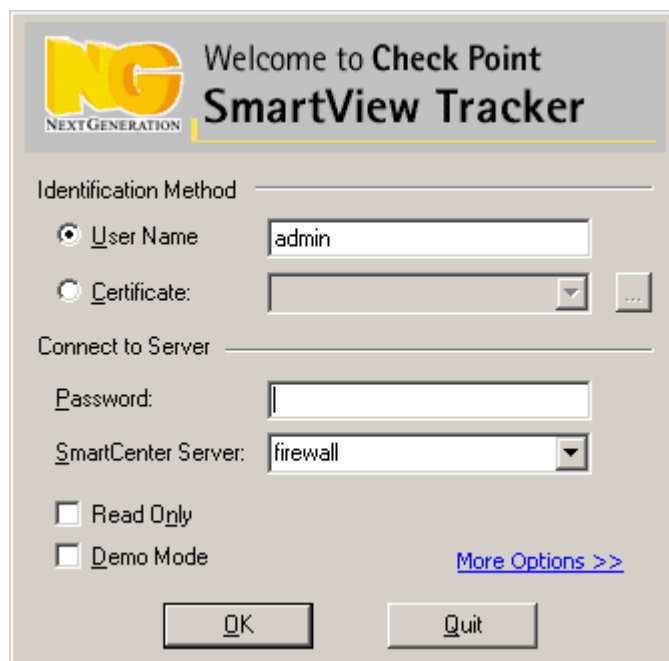 Welcome to Check Point
NG
NEXTGENERATION
SmartView Tracker
Identification Method
User Name
admin
Certificate:
...
Connect to Server
Password:
SmartCenter Server:
firewall
Read Only
Demo Mode
More Options >>
OK
Quit